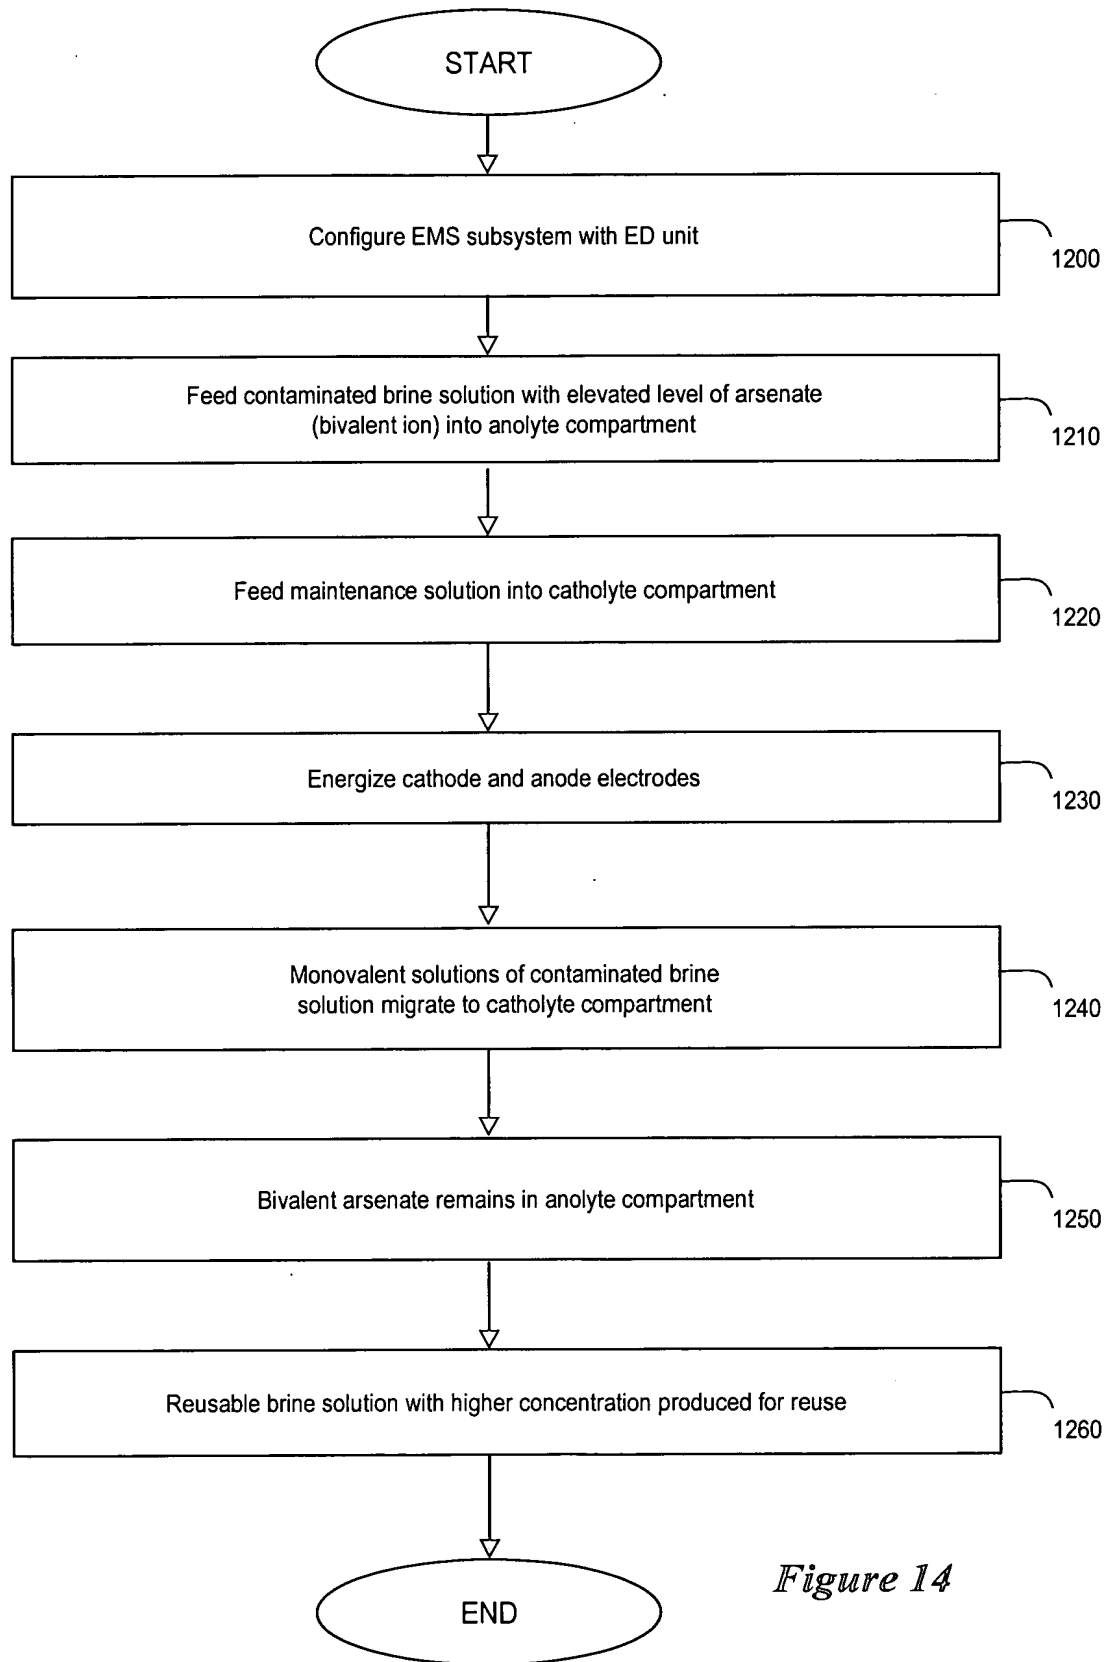 START
Configure EMS subsystem with ED unit
1200
Feed contaminated brine solution with elevated level of arsenate
(bivalent ion) into anolyte compartment
1210
Feed maintenance solution into catholyte compartment
1220
Energize cathode and anode electrodes
1230
Monovalent solutions of contaminated brine
solution migrate to catholyte compartment
1240
Bivalent arsenate remains in anolyte compartment
1250
Reusable brine solution with higher concentration produced for reuse
1260
END
Figure 14